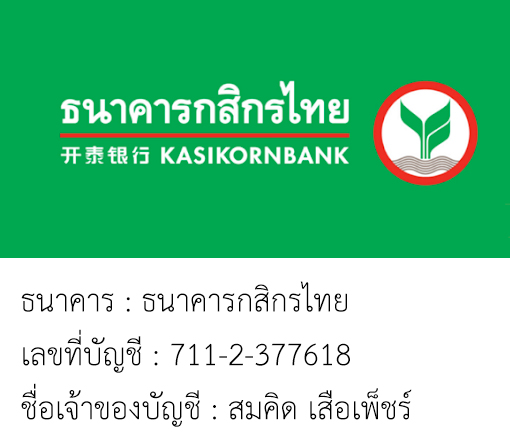 ธนาคารกสิกรไทย
开泰银行 KASIKORNBANK
ธนาคาร : ธนาคารกสิกรไทย
เลขที่บัญชี : 711-2-377618
ชื่อเจ้าของบัญชี : สมคิด เสือเพ็ชร์